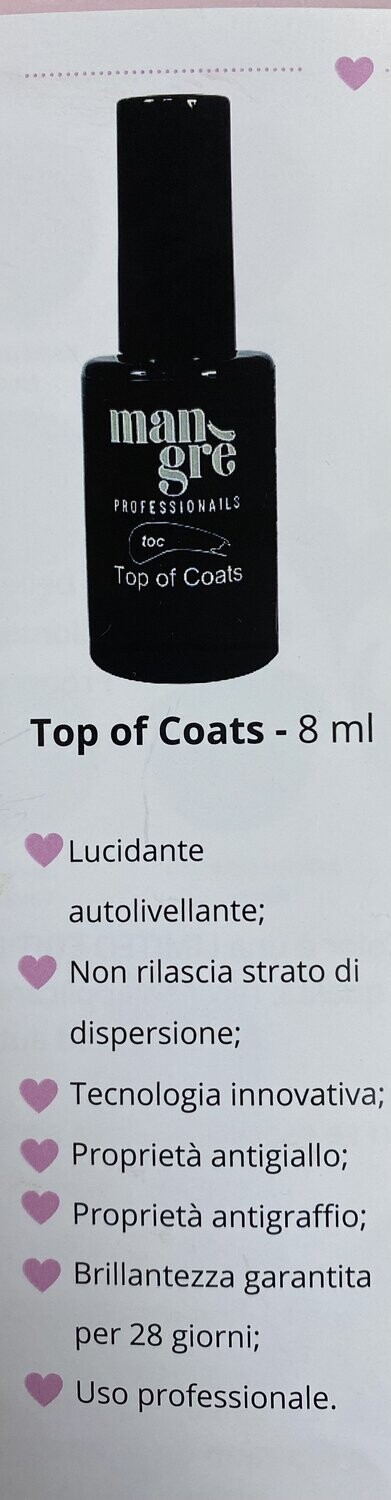 man
grè
PROFESSIONAILS
toc
Top of Coats
Top of Coats - 8 ml
Lucidante
autolivellante;
Non rilascia strato di
dispersione;
Tecnologia innovativa;
Proprietà antigiallo;
Proprietà antigraffio;
Brillantezza garantita
per 28 giorni;
Uso professionale.